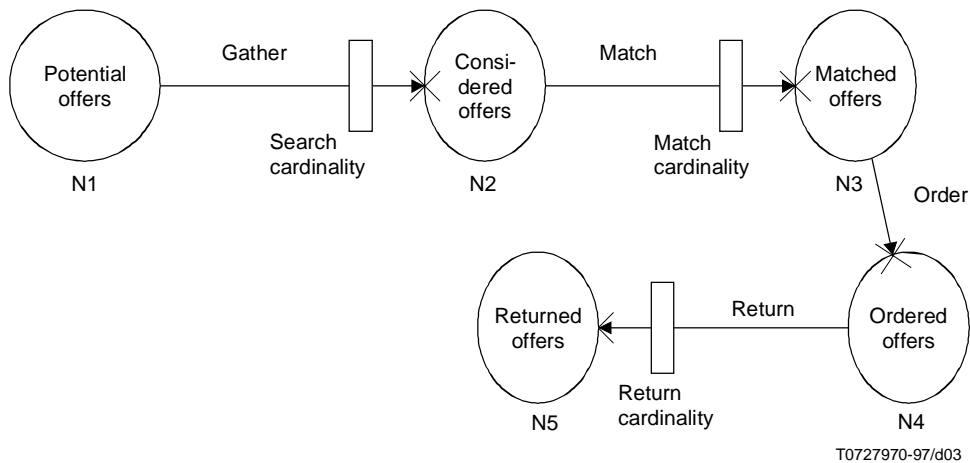 Potential
offers
N1
Gather
Search
cardinality
Consi-
dered
offers
N2
Match
Match
cardinality
Matched
offers
N3
Order
Ordered
offers
N4
Return
Return
cardinality
Returned
offers
N5
T0727970-97/d03